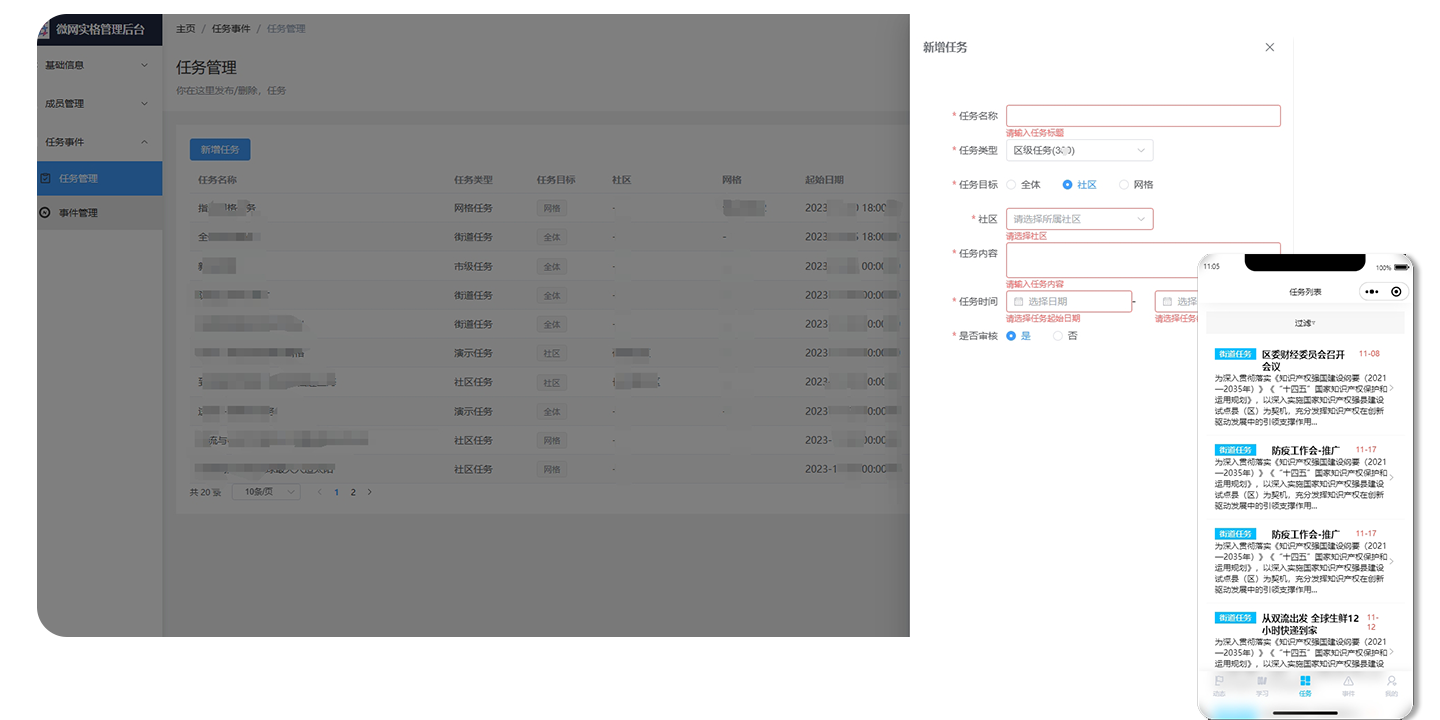 微网实格管理后台
主页 / 任务事件 / 任务管理
基础信息
成员管理
任务事件
任务管理
事件管理
任务管理
你在这里发布/删除，任务
新增任务
任务名称 任务类型 任务目标 社区 网格 起始日期
网格任务 网格 - 2023 18:00
全 街道任务 全体 - - 2023 18:00
市级任务 全体 - 2023 00:00
街道任务 全体 - 2023 0:00
街道任务 全体 - 2023 0:00
演示任务 社区 2023 0:00
社区任务 社区 2023- 0:00
演示任务 全体 - - 2023 0:00
流与 社区任务 网格 - 2023- 00:00
社区任务 网格 - 2023-1 00:00
共 20 条 10条/页 < 1 2 >
新增任务
* 任务名称
请输入任务标题
* 任务类型 区级任务(3
* 任务目标 全体 社区 网格
* 社区 请选择所属社区
请选择社区
* 任务内容
请输入任务内容
* 任务时间 选择日期 - 选择
请选择任务起始日期 请选择任务
* 是否审核 是 否
11:05 100%
任务列表
过滤
街道任务 区委财经委员会召开会议 11-08
为深入贯彻落实《知识产权强国建设纲要（2021
—2035年）》《“十四五”国家知识产权保护和
运用规划》，以深入实施国家知识产权强县建设
试点县（区）为契机，充分发挥知识产权在创新
驱动发展中的引领支撑作用...
街道任务 防疫工作会-推广 11-17
为深入贯彻落实《知识产权强国建设纲要（2021
—2035年）》《“十四五”国家知识产权保护和
运用规划》，以深入实施国家知识产权强县建设
试点县（区）为契机，充分发挥知识产权在创新
驱动发展中的引领支撑作用...
街道任务 防疫工作会-推广 11-17
为深入贯彻落实《知识产权强国建设纲要（2021
—2035年）》《“十四五”国家知识产权保护和
运用规划》，以深入实施国家知识产权强县建设
试点县（区）为契机，充分发挥知识产权在创新
驱动发展中的引领支撑作用...
街道任务 从双流出发 全球生鲜12小时快递到家 11-12
为深入贯彻落实《知识产权强国建设纲要（2021
—2035年）》《“十四五”国家知识产权保护和
运用规划》，以深入实施国家知识产权强县建设
动态 学习 任务 事件 我的